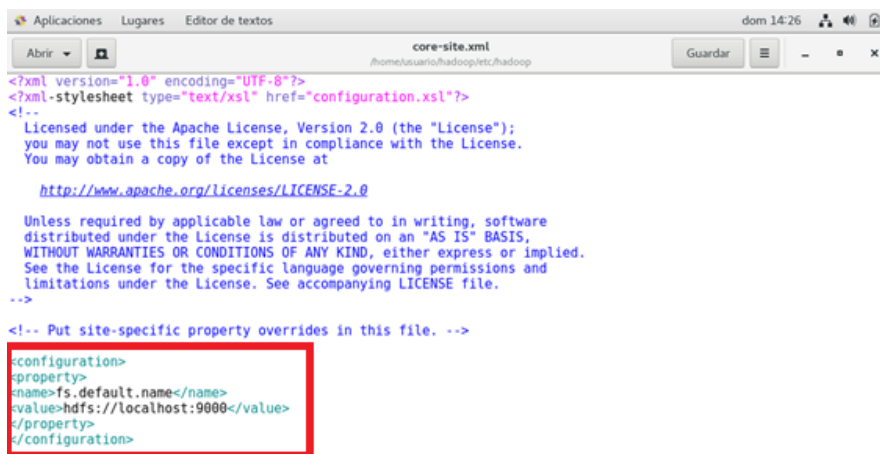 Aplicaciones Lugares Editor de textos dom 14:26
Abrir core-site.xml Guardar
/home/usuario/hadoop/etc/hadoop
<?xml version="1.0" encoding="UTF-8"?>
<?xml-stylesheet type="text/xsl" href="configuration.xsl"?>
<!--
Licensed under the Apache License, Version 2.0 (the "License");
you may not use this file except in compliance with the License.
You may obtain a copy of the License at
http://www.apache.org/licenses/LICENSE-2.0
Unless required by applicable law or agreed to in writing, software
distributed under the License is distributed on an "AS IS" BASIS,
WITHOUT WARRANTIES OR CONDITIONS OF ANY KIND, either express or implied.
See the License for the specific language governing permissions and
limitations under the License. See accompanying LICENSE file.
-->
<!-- Put site-specific property overrides in this file. -->
<configuration>
<property>
<name>fs.default.name</name>
<value>hdfs://localhost:9000</value>
</property>
</configuration>